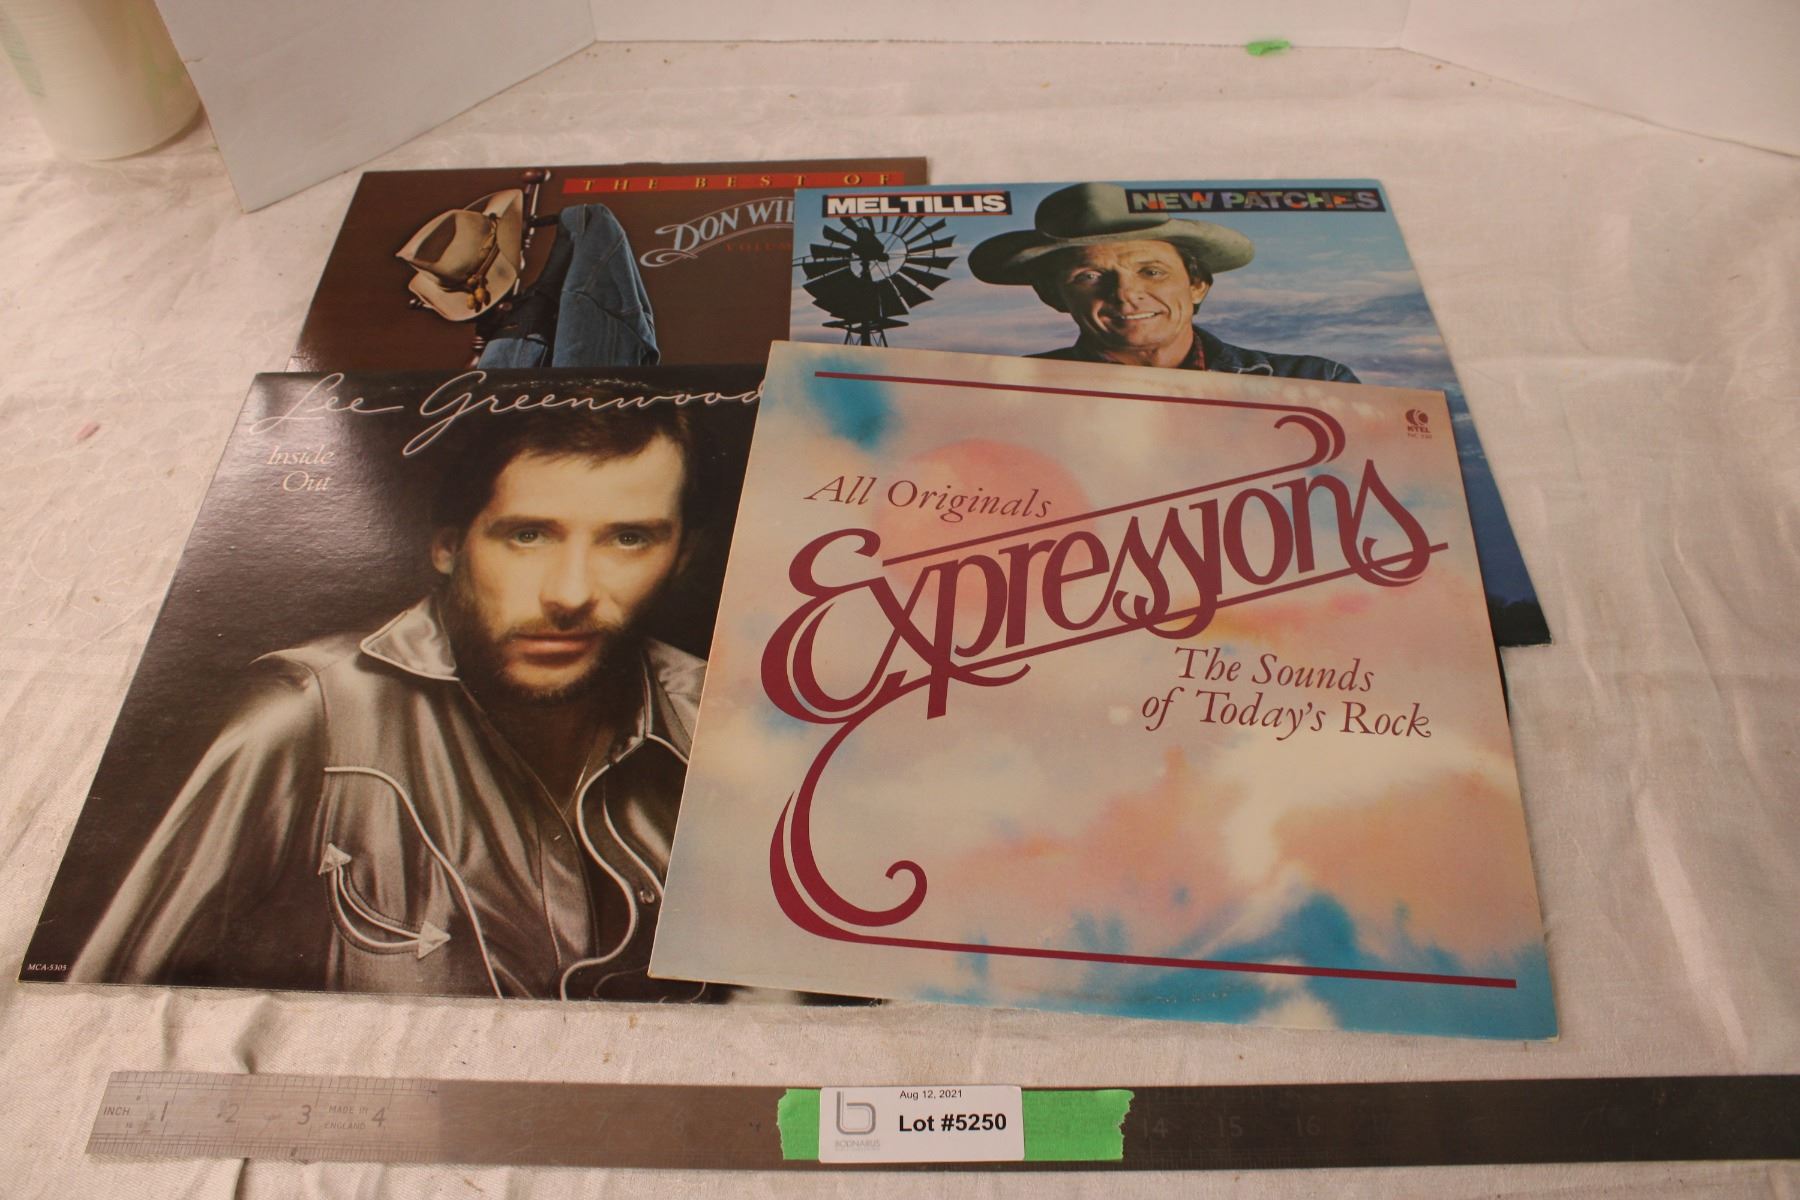 THE BEST OF
DON WIL
VOLUM
MEL TILLIS
NEW PATCHES
Lee Greenwood
Inside
Out
MCA-5305
KTEL
All Originals
Expressions
The Sounds
of Today's Rock
INCH 1 2 3 MADE IN ENGLAND 4
14 15 16
Aug 12, 2021
Lot #5250
BODNARUS